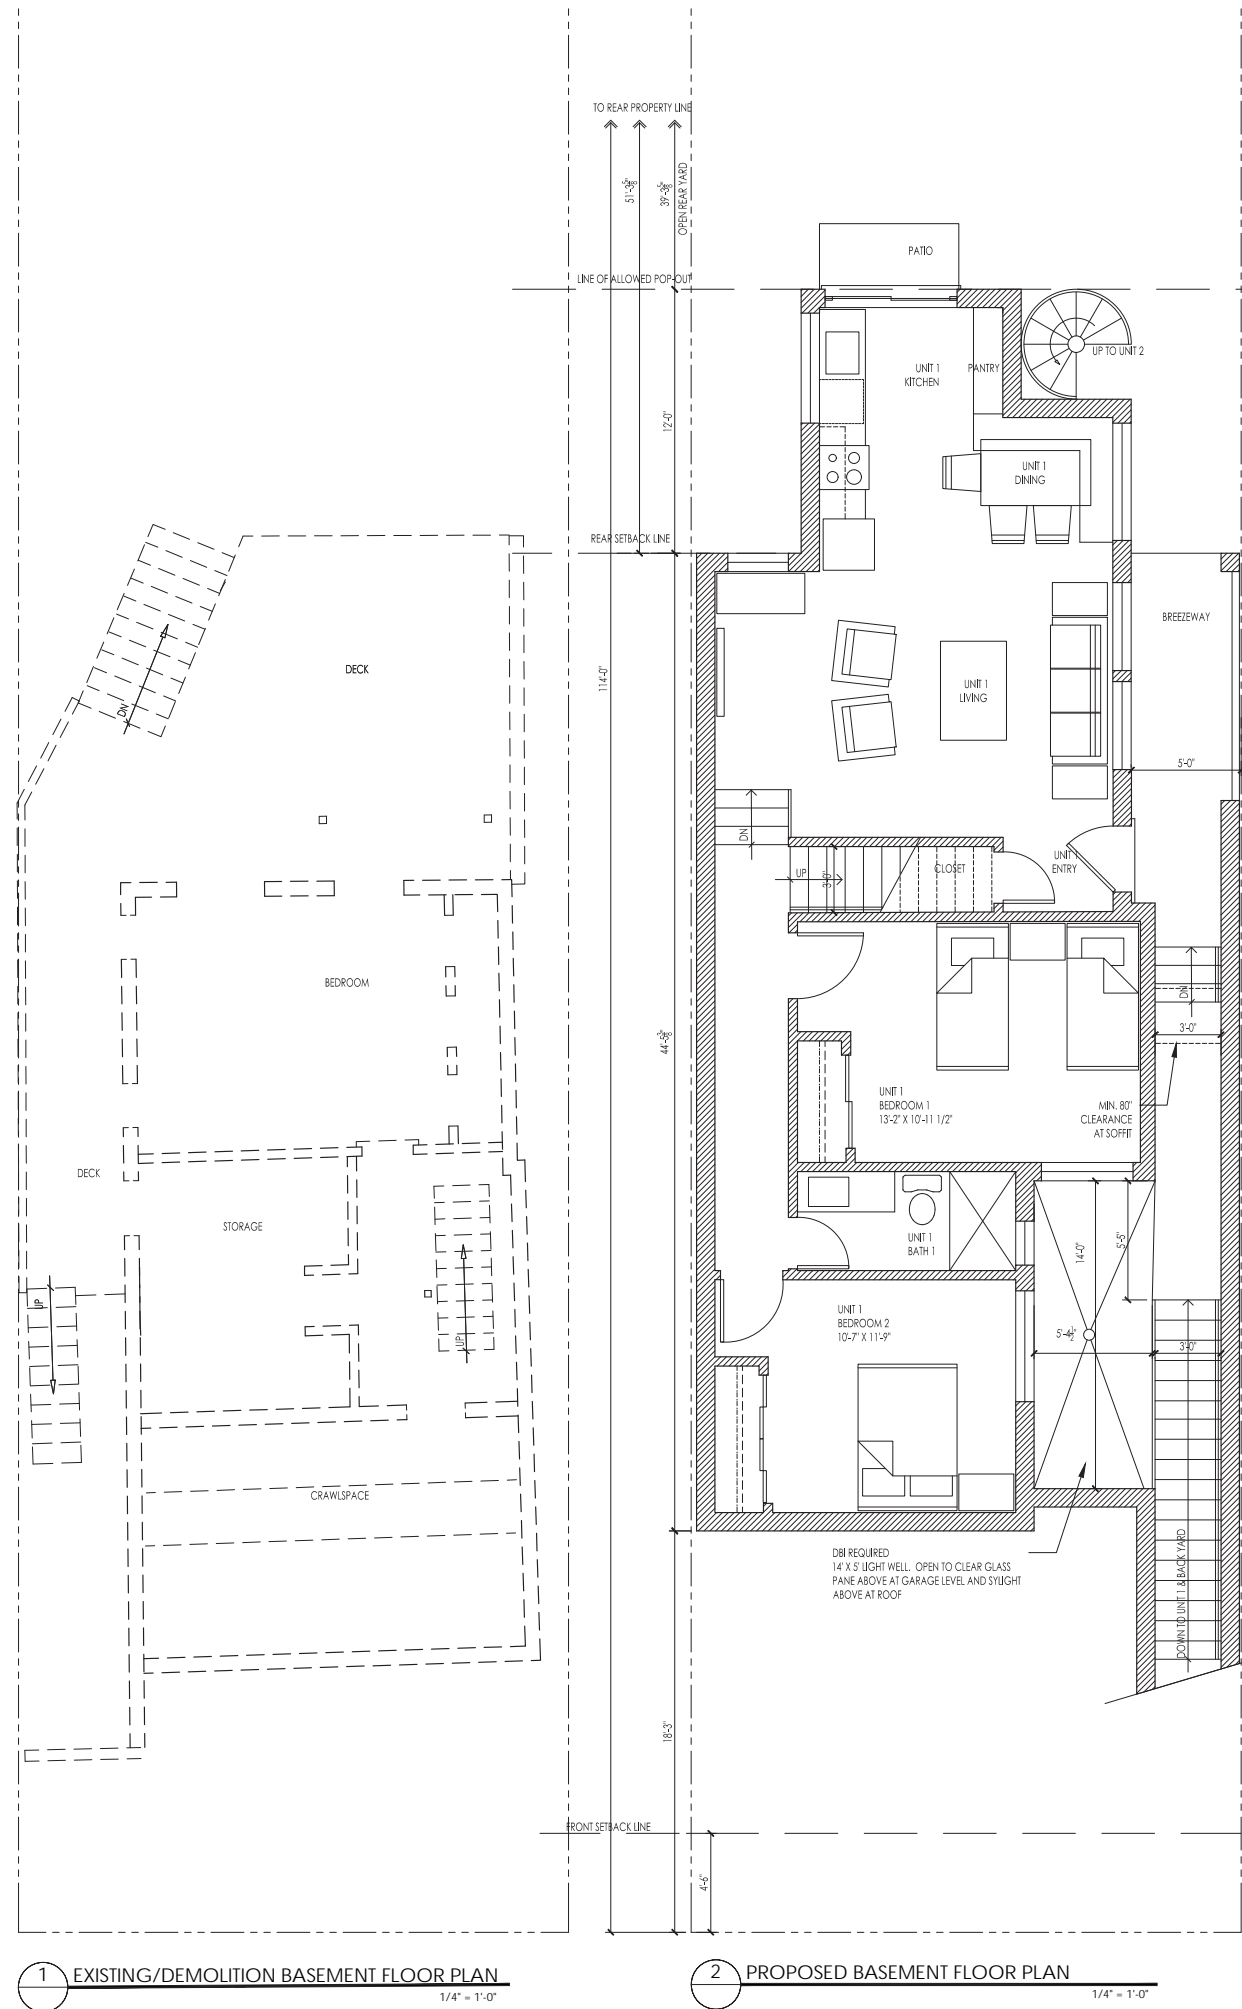 TO REAR PROPERTY LINE
51'-3 5/8"
39'-3 5/8"
OPEN REAR YARD
PATIO
LINE OF ALLOWED POP-OUT
UP TO UNIT 2
UNIT 1
KITCHEN
PANTRY
12'-0"
UNIT 1
DINING
REAR SETBACK LINE
BREEZEWAY
DECK
DN
114'-0"
UNIT 1
LIVING
5'-0"
DN
UP
3'-0"
CLOSET
UNIT 1
ENTRY
BEDROOM
DN
3'-0"
44'-5 3/8"
UNIT 1
BEDROOM 1
13'-2" X 10'-11 1/2"
MIN. 80"
CLEARANCE
AT SOFFIT
DECK
STORAGE
UNIT 1
BATH 1
14'-0"
5'-5"
UP
UP
UNIT 1
BEDROOM 2
10'-7" X 11'-9"
5'-4 1/2"
3'-0"
CRAWLSPACE
DBI REQUIRED
14' X 5' LIGHT WELL. OPEN TO CLEAR GLASS
PANE ABOVE AT GARAGE LEVEL AND SYLIGHT
ABOVE AT ROOF
DOWN TO UNIT 1 & BACK YARD
18'-3"
FRONT SETBACK LINE
4'-6"
1 EXISTING/DEMOLITION BASEMENT FLOOR PLAN
1/4" = 1'-0"
2 PROPOSED BASEMENT FLOOR PLAN
1/4" = 1'-0"